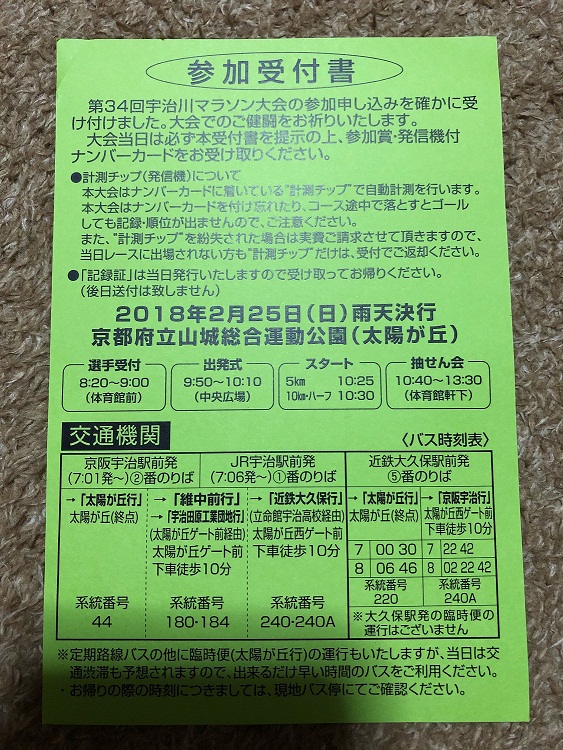 参加受付書
第34回宇治川マラソン大会の参加申し込みを確かに受
け付けました。大会でのご健闘をお祈りいたします。
大会当日は必ず本受付書を提示の上、参加賞・発信機付
ナンバーカードをお受け取りください。
●計測チップ(発信機)について
本大会はナンバーカードに着いている"計測チップ"で自動計測を行います。
本大会はナンバーカードを付け忘れたり、コース途中で落とすとゴール
しても記録・順位が出ませんので、ご注意ください。
また、"計測チップ"を紛失された場合は実費ご請求させて頂きますので、
当日レースに出場されない方も"計測チップ"だけは、受付でご返却ください。
●「記録証」は当日発行いたしますので受け取ってお帰りください。
(後日送付は致しません)
2018年2月25日(日)雨天決行
京都府立山城総合運動公園(太陽が丘)
選手受付
8:20~9:00
(体育館前)
出発式
9:50~10:10
(中央広場)
スタート
5km 10:25
10km・ハーフ 10:30
抽せん会
10:40~13:30
(体育館軒下)
交通機関
〈バス時刻表〉
京阪宇治駅前発
(7:01発~)②番のりば
JR宇治駅前発
(7:06発~)①番のりば
近鉄大久保駅前発
⑤番のりば
→「太陽が丘行」
太陽が丘(終点)
系統番号
44
→「維中前行」
→「宇治田原工業団地行」
(太陽が丘ゲート前経由)
太陽が丘ゲート前
下車徒歩10分
系統番号
180・184
→「近鉄大久保行」
(立命館宇治高校経由)
太陽が丘西ゲート前
下車徒歩10分
系統番号
240・240A
→「太陽が丘行」
太陽が丘(終点)
7 00 30
8 06 46
系統番号
220
→「京阪宇治行」
太陽が丘西ゲート前
下車徒歩10分
7 22 42
8 02 22 42
系統番号
240A
※大久保駅発の臨時便の
運行はございません
※定期路線バスの他に臨時便(太陽が丘行)の運行もいたしますが、当日は交
通渋滞も予想されますので、出来るだけ早い時間のバスをご利用ください。
・お帰りの際の時刻につきましては、現地バス停にてご確認ください。